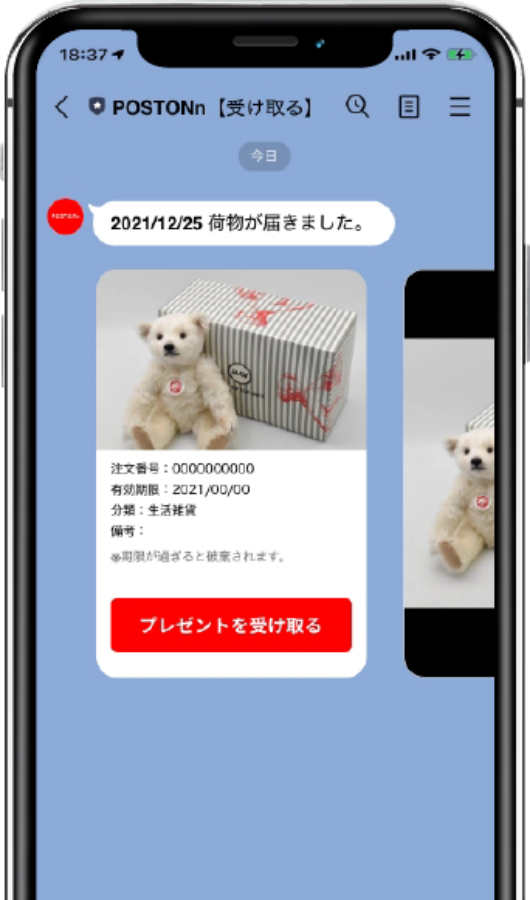 18:37
POSTONn【受け取る】
今日
2021/12/25 荷物が届きました。
注文番号：0000000000
有効期限：2021/00/00
分類：生活雑貨
備考：
※期限が過ぎると破棄されます。
プレゼントを受け取る